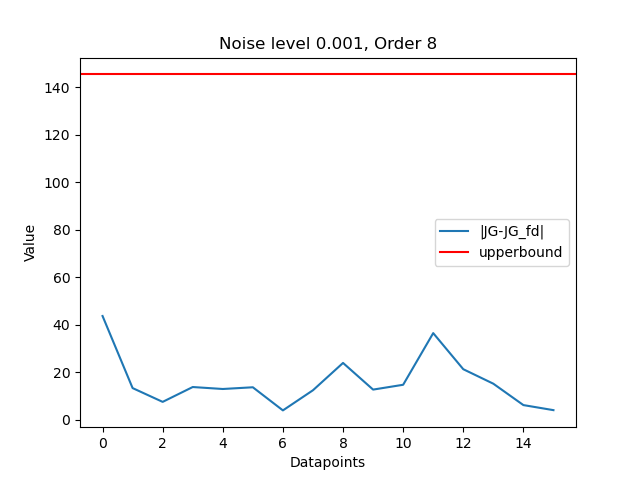 Noise level 0.001, Order 8
140
120
100
80
60
40
20
0
Value
|JG-JG_fd|
upperbound
0 2 4 6 8 10 12 14
Datapoints